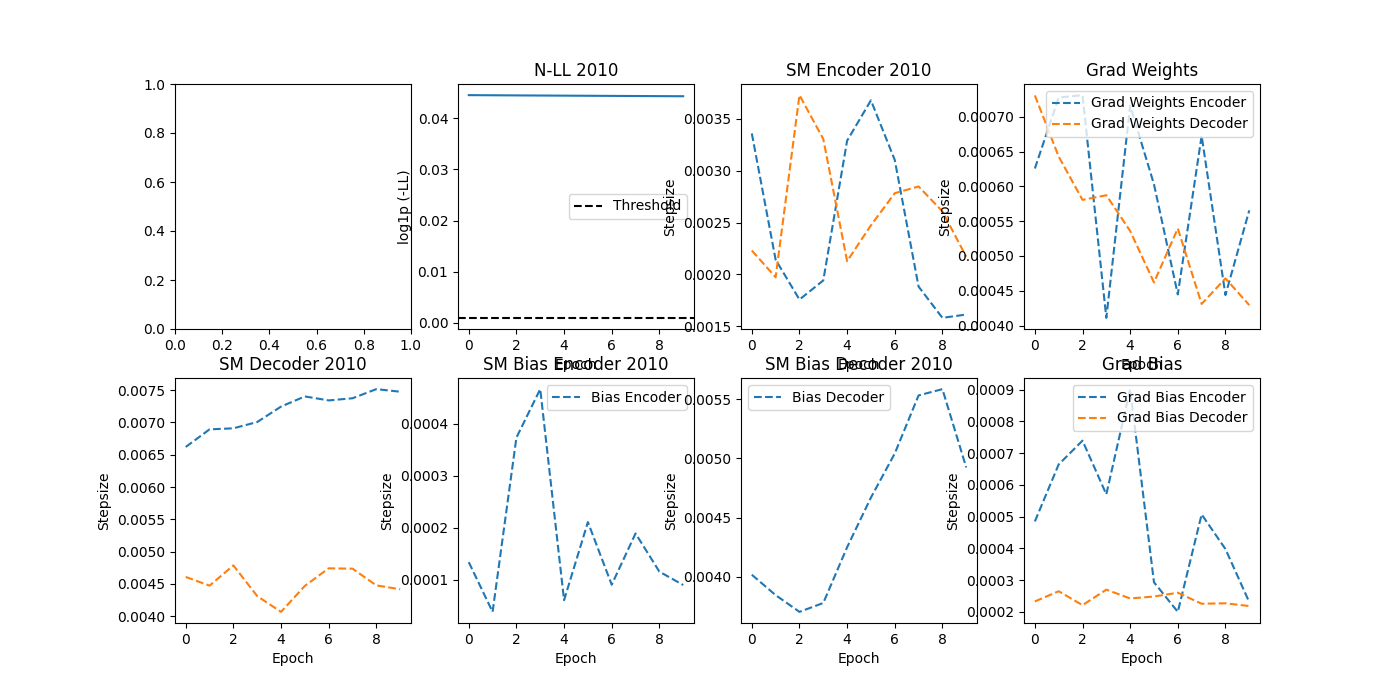 N-LL 2010
SM Encoder 2010
Grad Weights
1.0
0.8
0.6
0.4
0.2
0.0
0.0 0.2 0.4 0.6 0.8 1.0
log1p (-LL)
0.04
0.03
0.02
0.01
0.00
Threshold
0 2 4 6 8
Epoch
Stepsize
0.0035
0.0030
0.0025
0.0020
0.0015
0 2 4 6 8
Epoch
Stepsize
0.00070
0.00065
0.00060
0.00055
0.00050
0.00045
0.00040
Grad Weights Encoder
Grad Weights Decoder
0 2 4 6 8
Epoch
SM Decoder 2010
SM Bias Encoder 2010
SM Bias Decoder 2010
Grad Bias
Stepsize
0.0075
0.0070
0.0065
0.0060
0.0055
0.0050
0.0045
0.0040
0 2 4 6 8
Epoch
Stepsize
0.0004
0.0003
0.0002
0.0001
Bias Encoder
0 2 4 6 8
Epoch
Stepsize
0.0055
0.0050
0.0045
0.0040
Bias Decoder
0 2 4 6 8
Epoch
Stepsize
0.0009
0.0008
0.0007
0.0006
0.0005
0.0004
0.0003
0.0002
Grad Bias Encoder
Grad Bias Decoder
0 2 4 6 8
Epoch